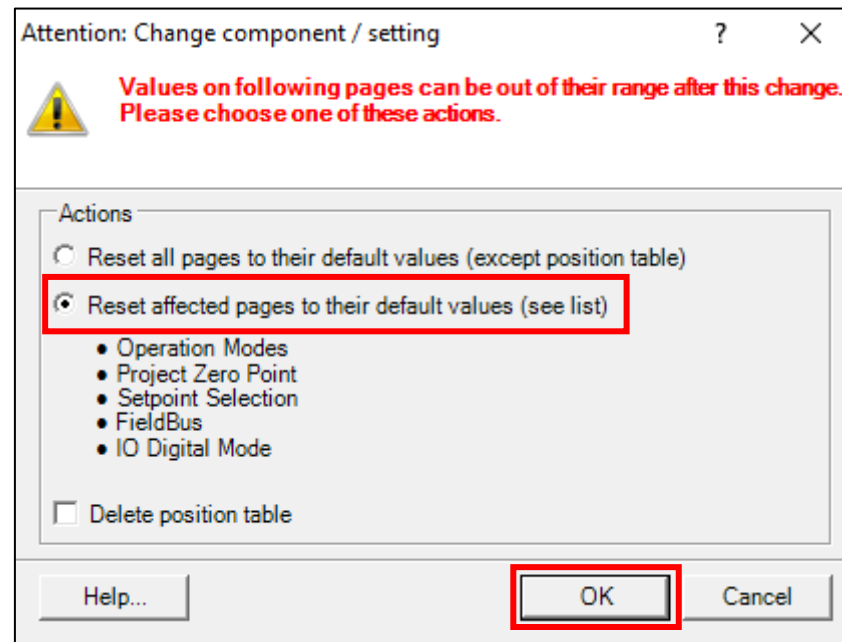 Attention: Change component / setting
?
Values on following pages can be out of their range after this change.
Please choose one of these actions.
Actions
Reset all pages to their default values (except position table)
Reset affected pages to their default values (see list)
• Operation Modes
• Project Zero Point
• Setpoint Selection
• FieldBus
• IO Digital Mode
Delete position table
Help...
OK
Cancel